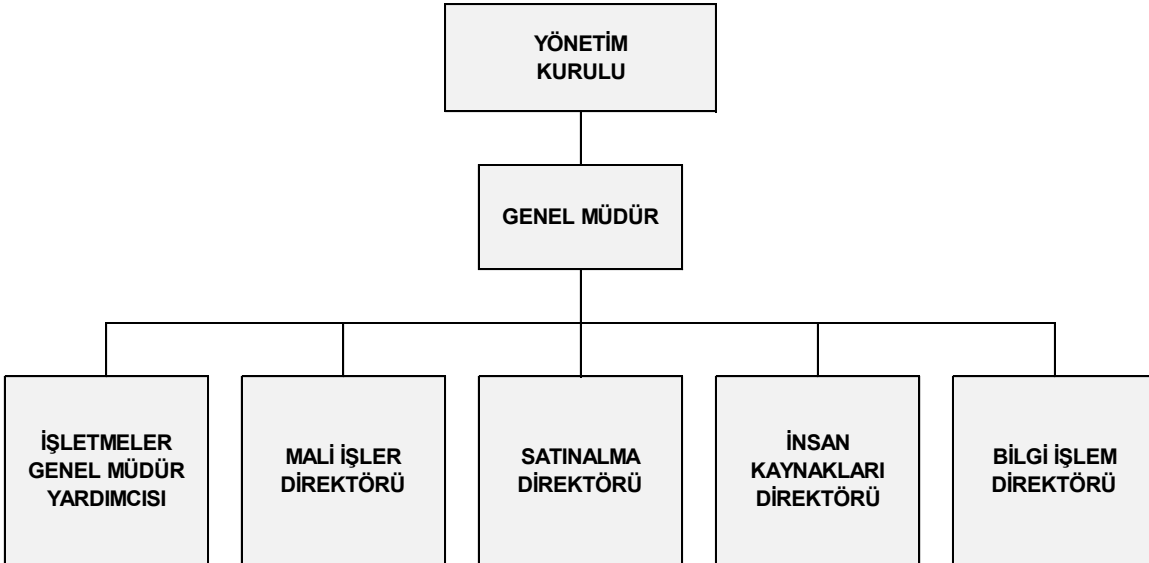 YÖNETİM
KURULU
GENEL MÜDÜR
İŞLETMELER
GENEL MÜDÜR
YARDIMCISI
MALİ İŞLER
DİREKTÖRÜ
SATINALMA
DİREKTÖRÜ
İNSAN
KAYNAKLARI
DİREKTÖRÜ
BİLGİ İŞLEM
DİREKTÖRÜ